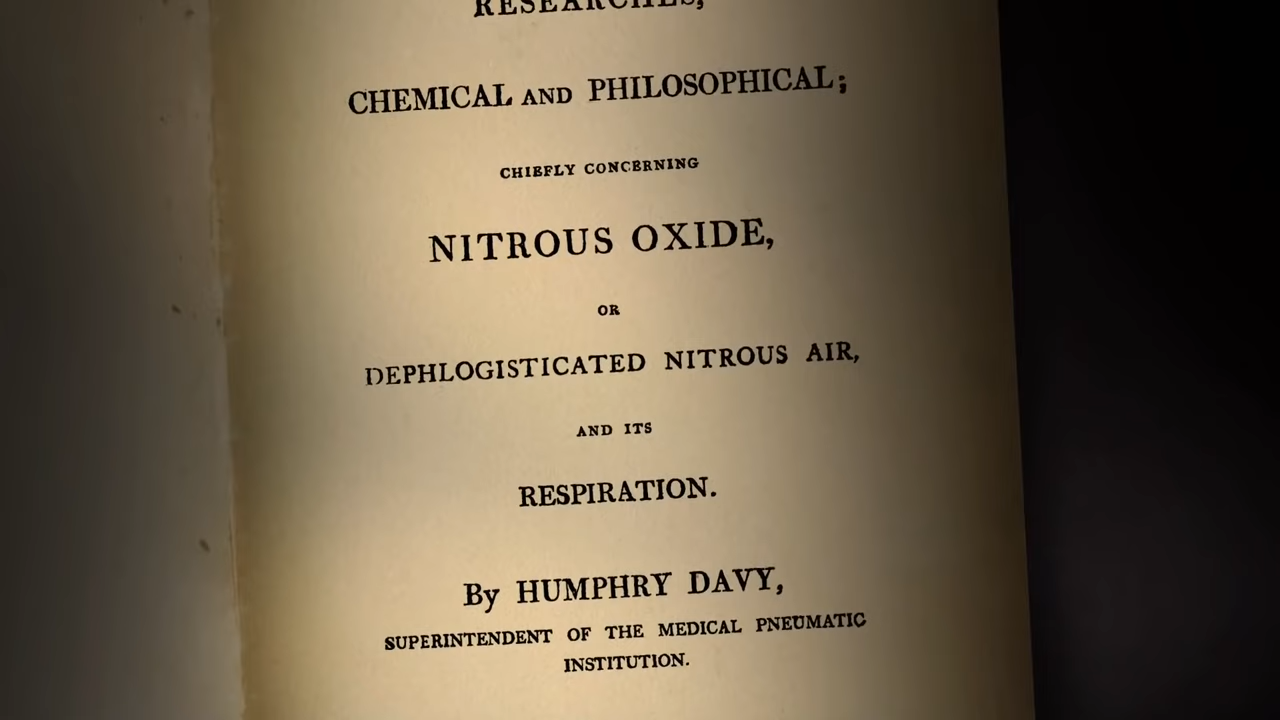 RESEARCHES,
CHEMICAL AND PHILOSOPHICAL;
CHIEFLY CONCERNING
NITROUS OXIDE,
OR
DEPHLOGISTICATED NITROUS AIR,
AND ITS
RESPIRATION.
By HUMPHRY DAVY,
SUPERINTENDENT OF THE MEDICAL PNEUMATIC
INSTITUTION.